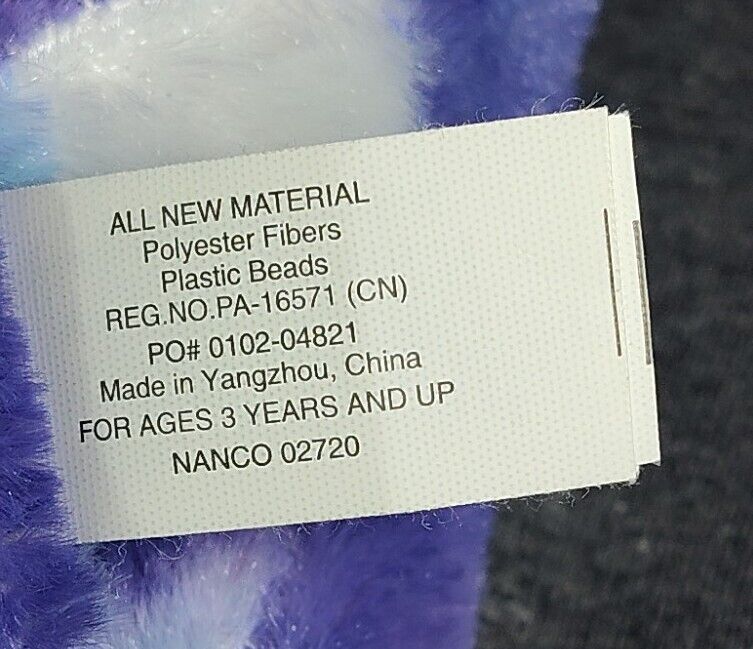 ALL NEW MATERIAL
Polyester Fibers
Plastic Beads
REG.NO.PA-16571 (CN)
PO# 0102-04821
Made in Yangzhou, China
FOR AGES 3 YEARS AND UP
NANCO 02720